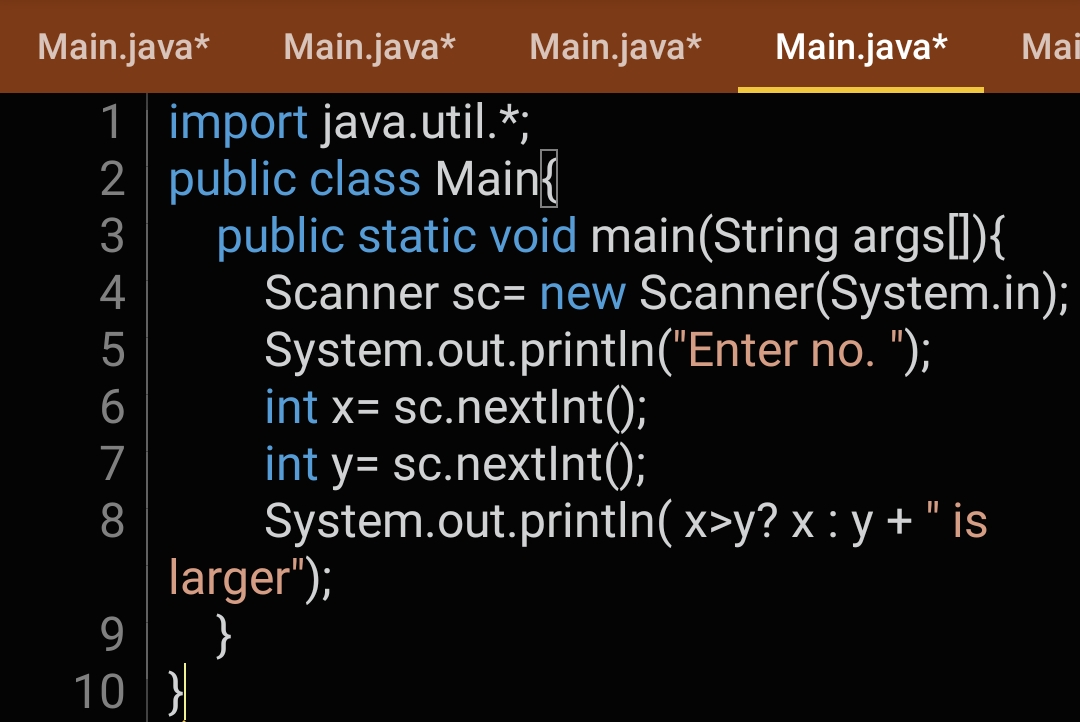 Main.java* Main.java* Main.java* Main.java* Mai
1 import java.util.*;
2 public class Main{
3 public static void main(String args[]){
4 Scanner sc= new Scanner(System.in);
5 System.out.println("Enter no. ");
6 int x= sc.nextInt();
7 int y= sc.nextInt();
8 System.out.println( x>y? x : y + " is
larger");
9 }
10 }